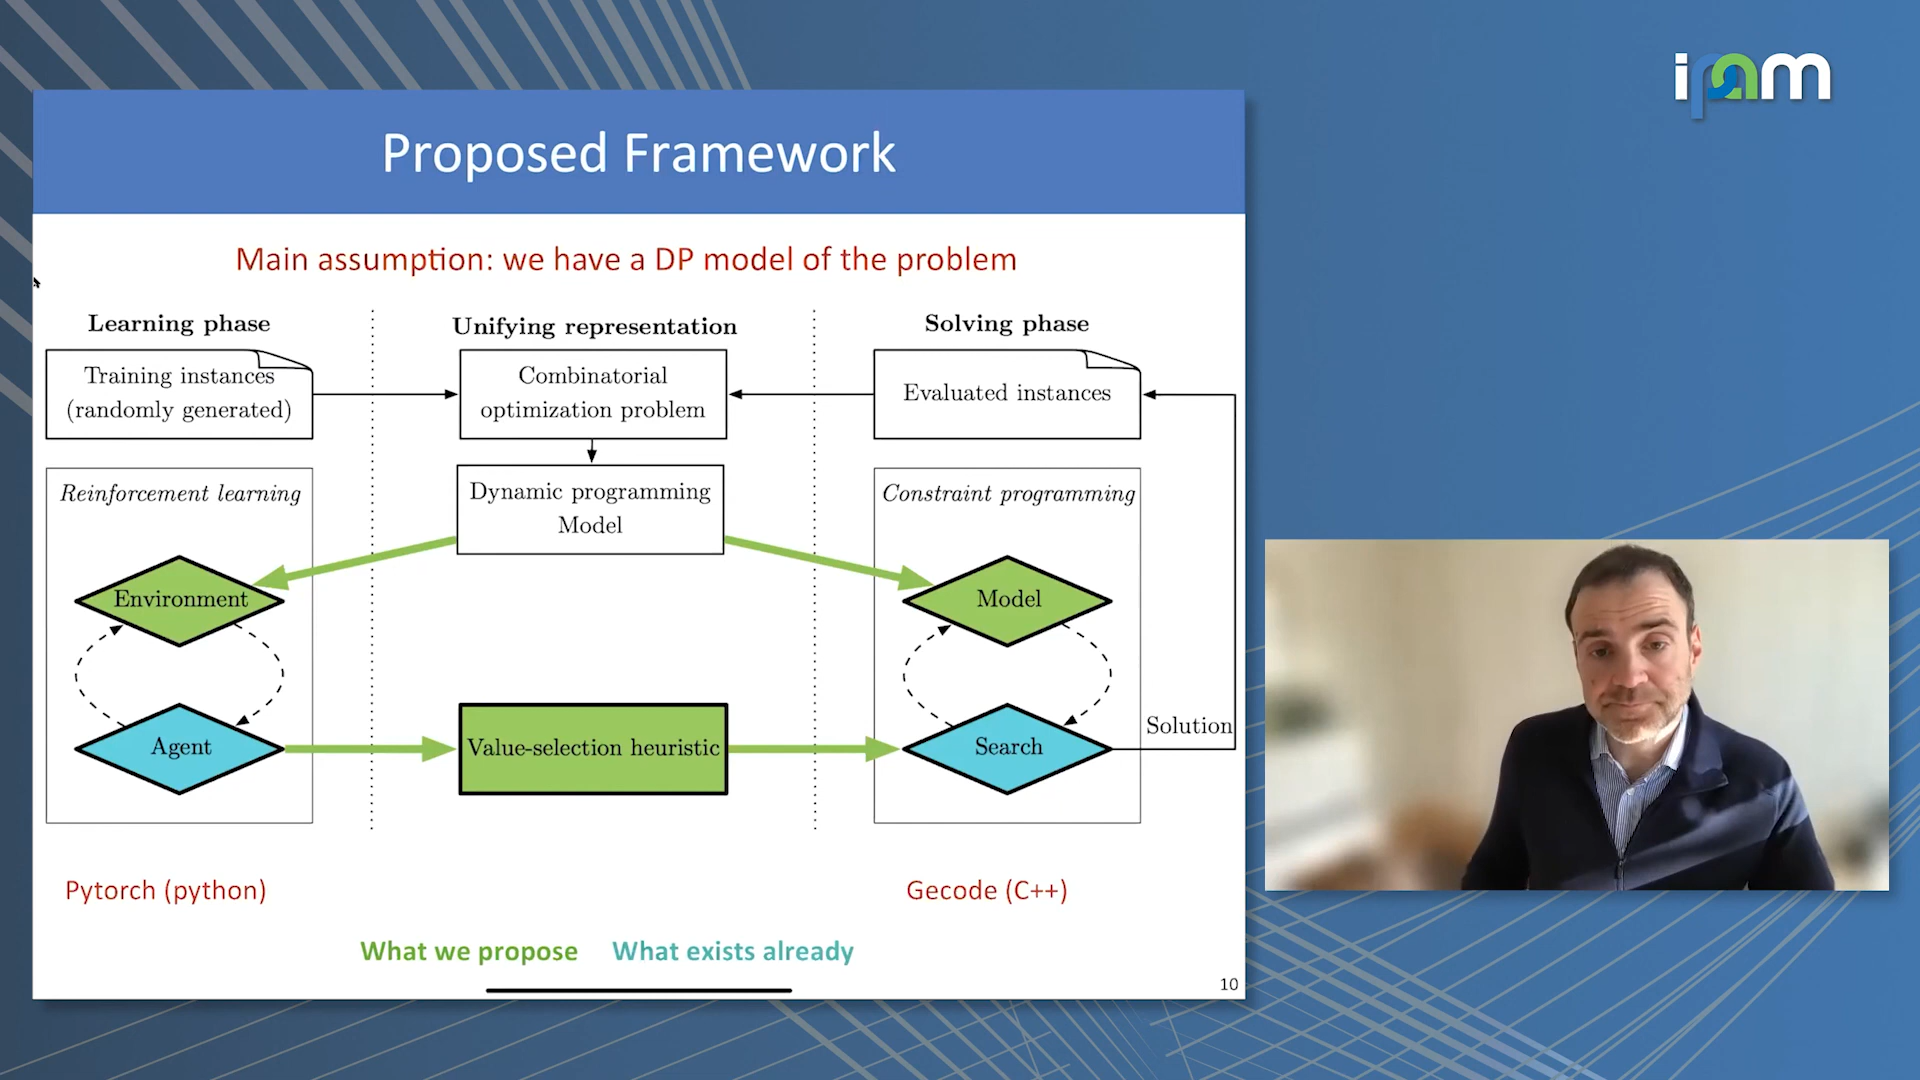 ipam
Proposed Framework
Main assumption: we have a DP model of the problem
Learning phase
Unifying representation
Solving phase
Training instances
(randomly generated)
Combinatorial
optimization problem
Evaluated instances
Reinforcement learning
Dynamic programming
Model
Constraint programming
Environment
Model
Agent
Value-selection heuristic
Search
Solution
Pytorch (python)
Gecode (C++)
What we propose
What exists already
10